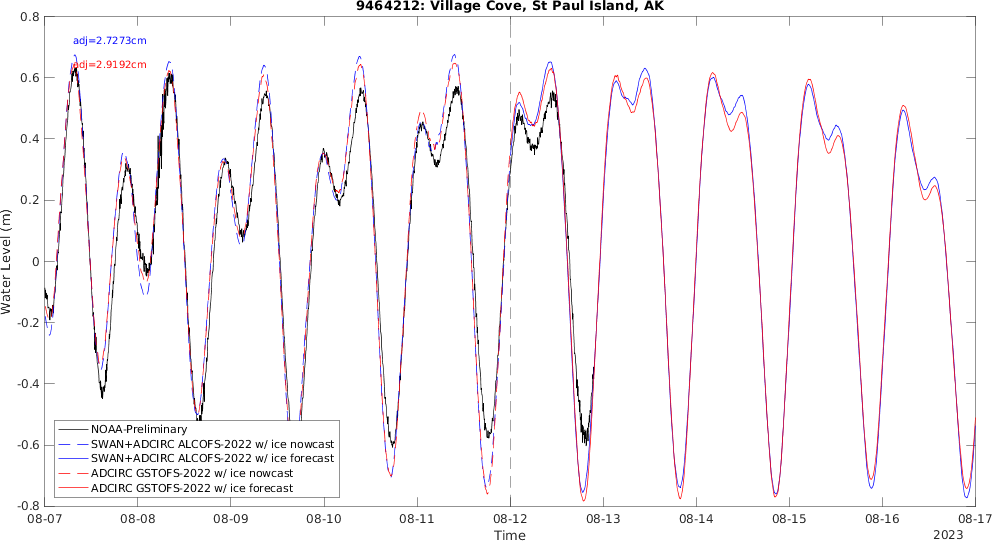 9464212: Village Cove, St Paul Island, AK
adj=2.7273cm
adj=2.9192cm
Water Level (m)
0.8
0.6
0.4
0.2
0
-0.2
-0.4
-0.6
-0.8
NOAA-Preliminary
SWAN+ADCIRC ALCOFS-2022 w/ ice nowcast
SWAN+ADCIRC ALCOFS-2022 w/ ice forecast
ADCIRC GSTOFS-2022 w/ ice nowcast
ADCIRC GSTOFS-2022 w/ ice forecast
08-07 08-08 08-09 08-10 08-11 08-12 08-13 08-14 08-15 08-16 08-17
Time
2023